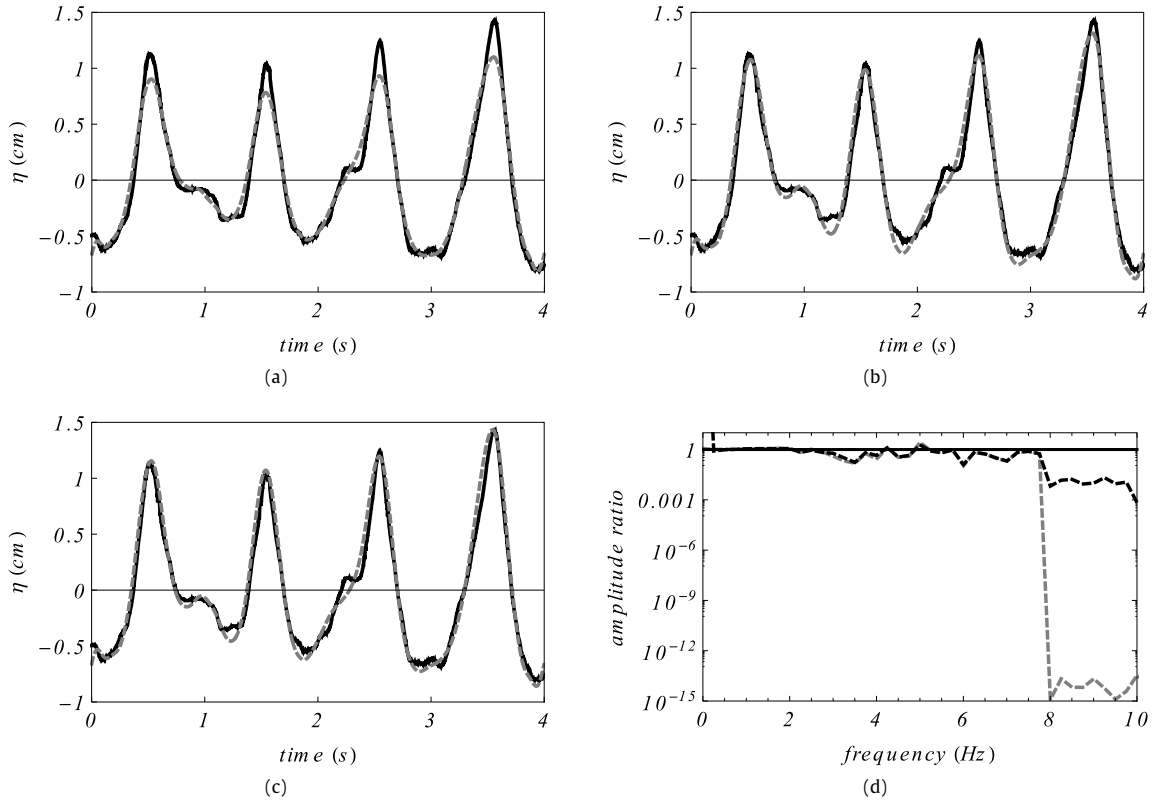 1.5
1
0.5
0
−0.5
−1
η (cm)
0 1 2 3 4
time (s)
(a)
1.5
1
0.5
0
−0.5
−1
η (cm)
0 1 2 3 4
time (s)
(b)
1.5
1
0.5
0
−0.5
−1
η (cm)
0 1 2 3 4
time (s)
(c)
1
0.001
10−6
10−9
10−12
10−15
amplitude ratio
0 2 4 6 8 10
frequency (Hz)
(d)